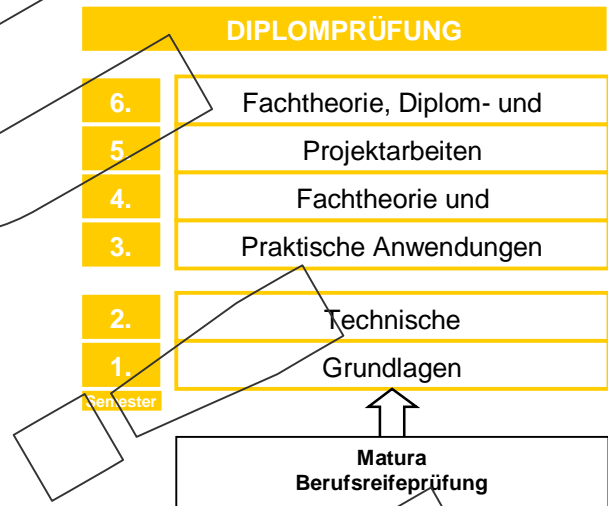 DIPLOMPRÜFUNG
6. Fachtheorie, Diplom- und
5. Projektarbeiten
4. Fachtheorie und
3. Praktische Anwendungen
2. Technische
1. Grundlagen
Semester
Matura
Berufsreifeprüfung